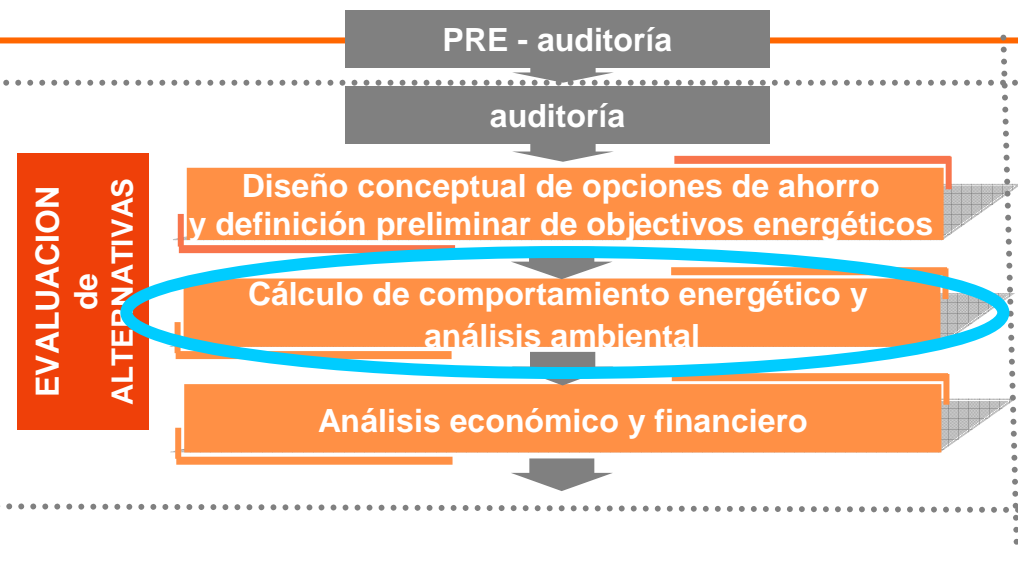 PRE - auditoría
auditoría
EVALUACION
de
ALTERNATIVAS
Diseño conceptual de opciones de ahorro
y definición preliminar de objectivos energéticos
Cálculo de comportamiento energético y
análisis ambiental
Análisis económico y financiero